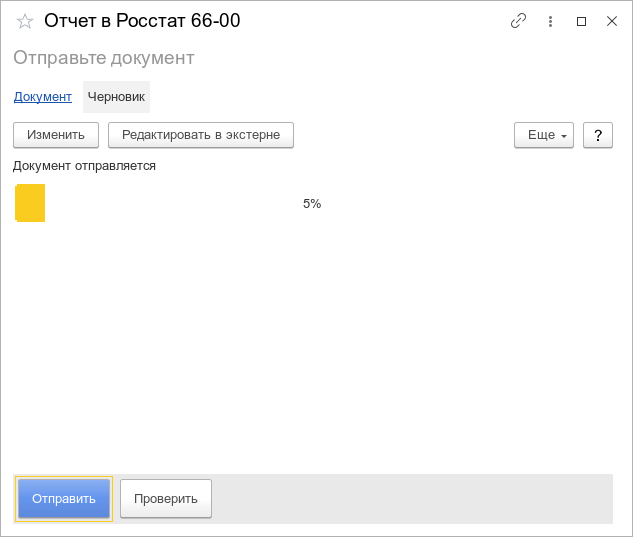 Отчет в Росстат 66-00
Отправьте документ
Документ Черновик
Изменить Редактировать в экстерне Еще ?
Документ отправляется
5%
Отправить Проверить